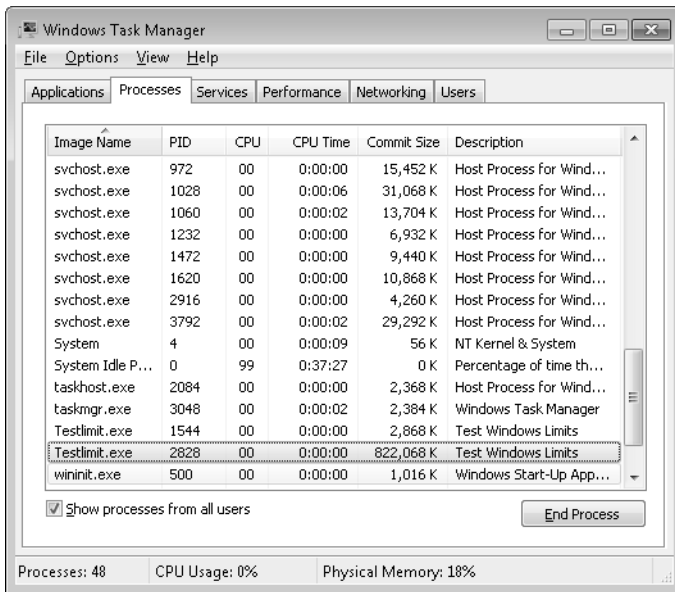 Windows Task Manager
File Options View Help
Applications Processes Services Performance Networking Users
Image Name PID CPU CPU Time Commit Size Description
svchost.exe 972 00 0:00:00 15,452 K Host Process for Wind...
svchost.exe 1028 00 0:00:06 31,068 K Host Process for Wind...
svchost.exe 1060 00 0:00:02 13,704 K Host Process for Wind...
svchost.exe 1232 00 0:00:00 6,932 K Host Process for Wind...
svchost.exe 1472 00 0:00:00 9,440 K Host Process for Wind...
svchost.exe 1620 00 0:00:00 10,868 K Host Process for Wind...
svchost.exe 2916 00 0:00:00 4,260 K Host Process for Wind...
svchost.exe 3792 00 0:00:02 29,292 K Host Process for Wind...
System 4 00 0:00:09 56 K NT Kernel & System
System Idle P... 0 99 0:37:27 0 K Percentage of time th...
taskhost.exe 2084 00 0:00:00 2,368 K Host Process for Wind...
taskmgr.exe 3048 00 0:00:02 2,384 K Windows Task Manager
Testlimit.exe 1544 00 0:00:00 2,868 K Test Windows Limits
Testlimit.exe 2828 00 0:00:00 822,068 K Test Windows Limits
wininit.exe 500 00 0:00:00 1,016 K Windows Start-Up App...
Show processes from all users
End Process
Processes: 48 CPU Usage: 0% Physical Memory: 18%